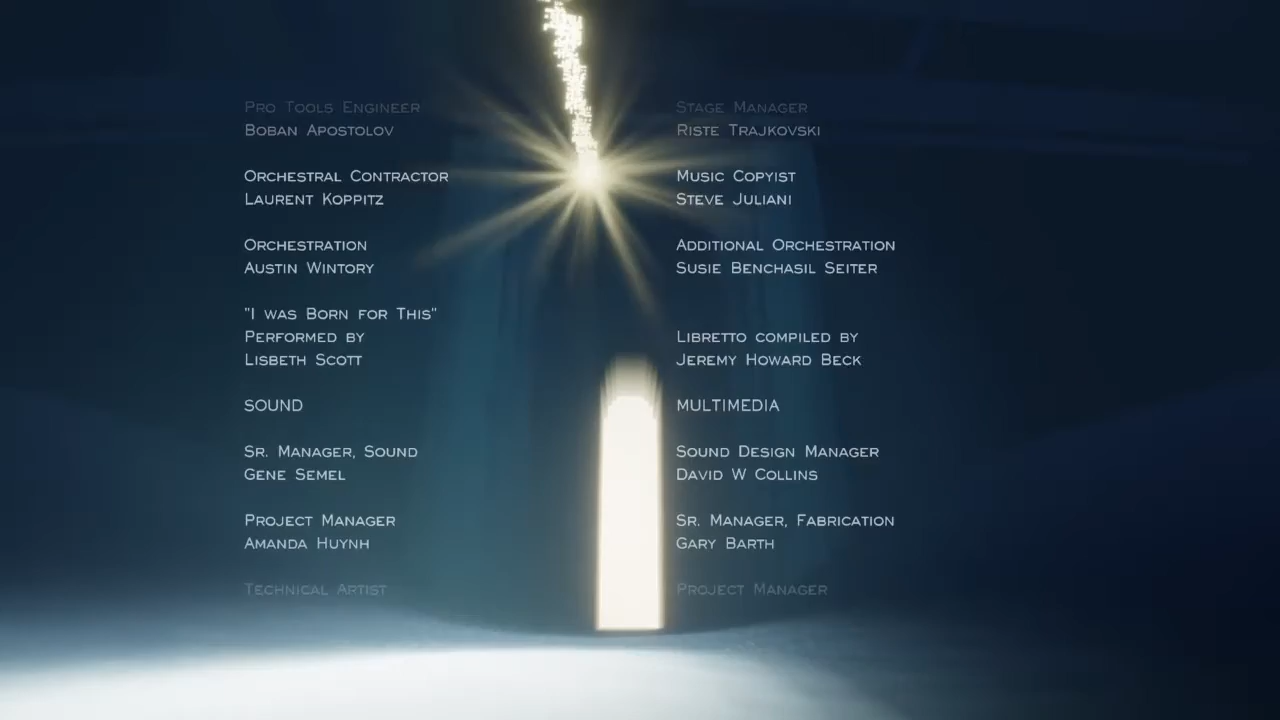 Pro Tools Engineer
Boban Apostolov
Orchestral Contractor
Laurent Koppitz
Orchestration
Austin Wintory
"I was Born for This"
Performed by
Lisbeth Scott
SOUND
Sr. Manager, Sound
Gene Semel
Project Manager
Amanda Huynh
Technical Artist
Stage Manager
Riste Trajkovski
Music Copyist
Steve Juliani
Additional Orchestration
Susie Benchasil Seiter
Libretto compiled by
Jeremy Howard Beck
MULTIMEDIA
Sound Design Manager
David W Collins
Sr. Manager, Fabrication
Gary Barth
Project Manager